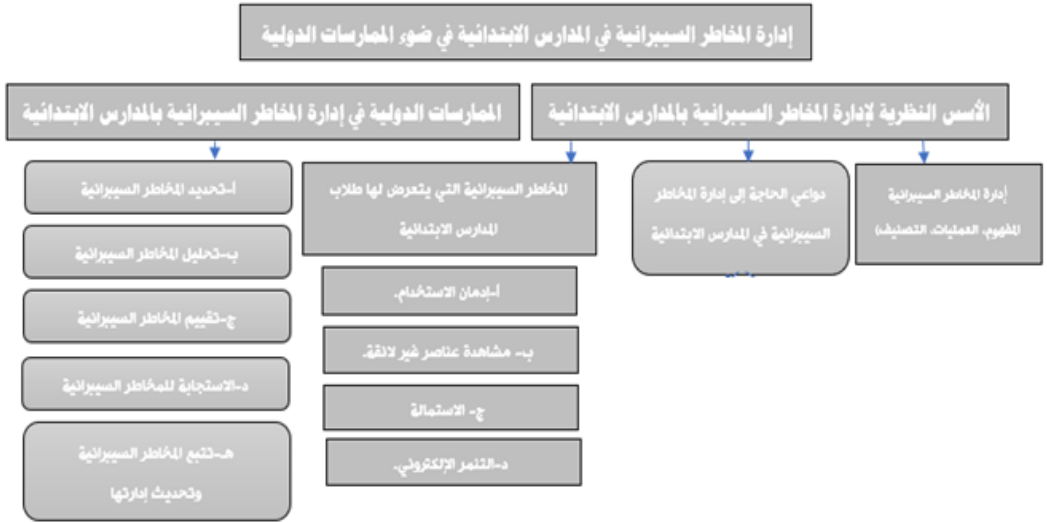 إدارة المخاطر السيبرانية في المدارس الابتدائية في ضوء الممارسات الدولية
الأسس النظرية لإدارة المخاطر السيبرانية بالمدارس الابتدائية
الممارسات الدولية في إدارة المخاطر السيبرانية بالمدارس الابتدائية
إدارة المخاطر السيبرانية
(المفهوم، العمليات، التصنيف)
دواعي الحاجة إلى إدارة المخاطر
السيبرانية في المدارس الابتدائية
المخاطر السيبرانية التي يتعرض لها طلاب
المدارس الابتدائية
أ-إدمان الاستخدام.
ب- مشاهدة عناصر غير لائقة.
ج- الاستمالة
د-التنمر الإلكتروني.
أ-تحديد المخاطر السيبرانية
ب-تحليل المخاطر السيبرانية
ج-تقييم المخاطر السيبرانية
د-الاستجابة للمخاطر السيبرانية
هـ-تتبع المخاطر السيبرانية
وتحديث إدارتها